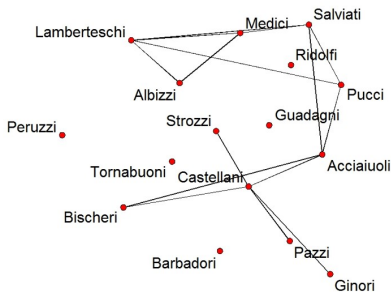 Medici
Salviati
Lamberteschi
Ridolfi
Pucci
Albizzi
Strozzi
Guadagni
Peruzzi
Tornabuoni
Castellani
Acciaiuoli
Bischeri
Pazzi
Barbadori
Ginori